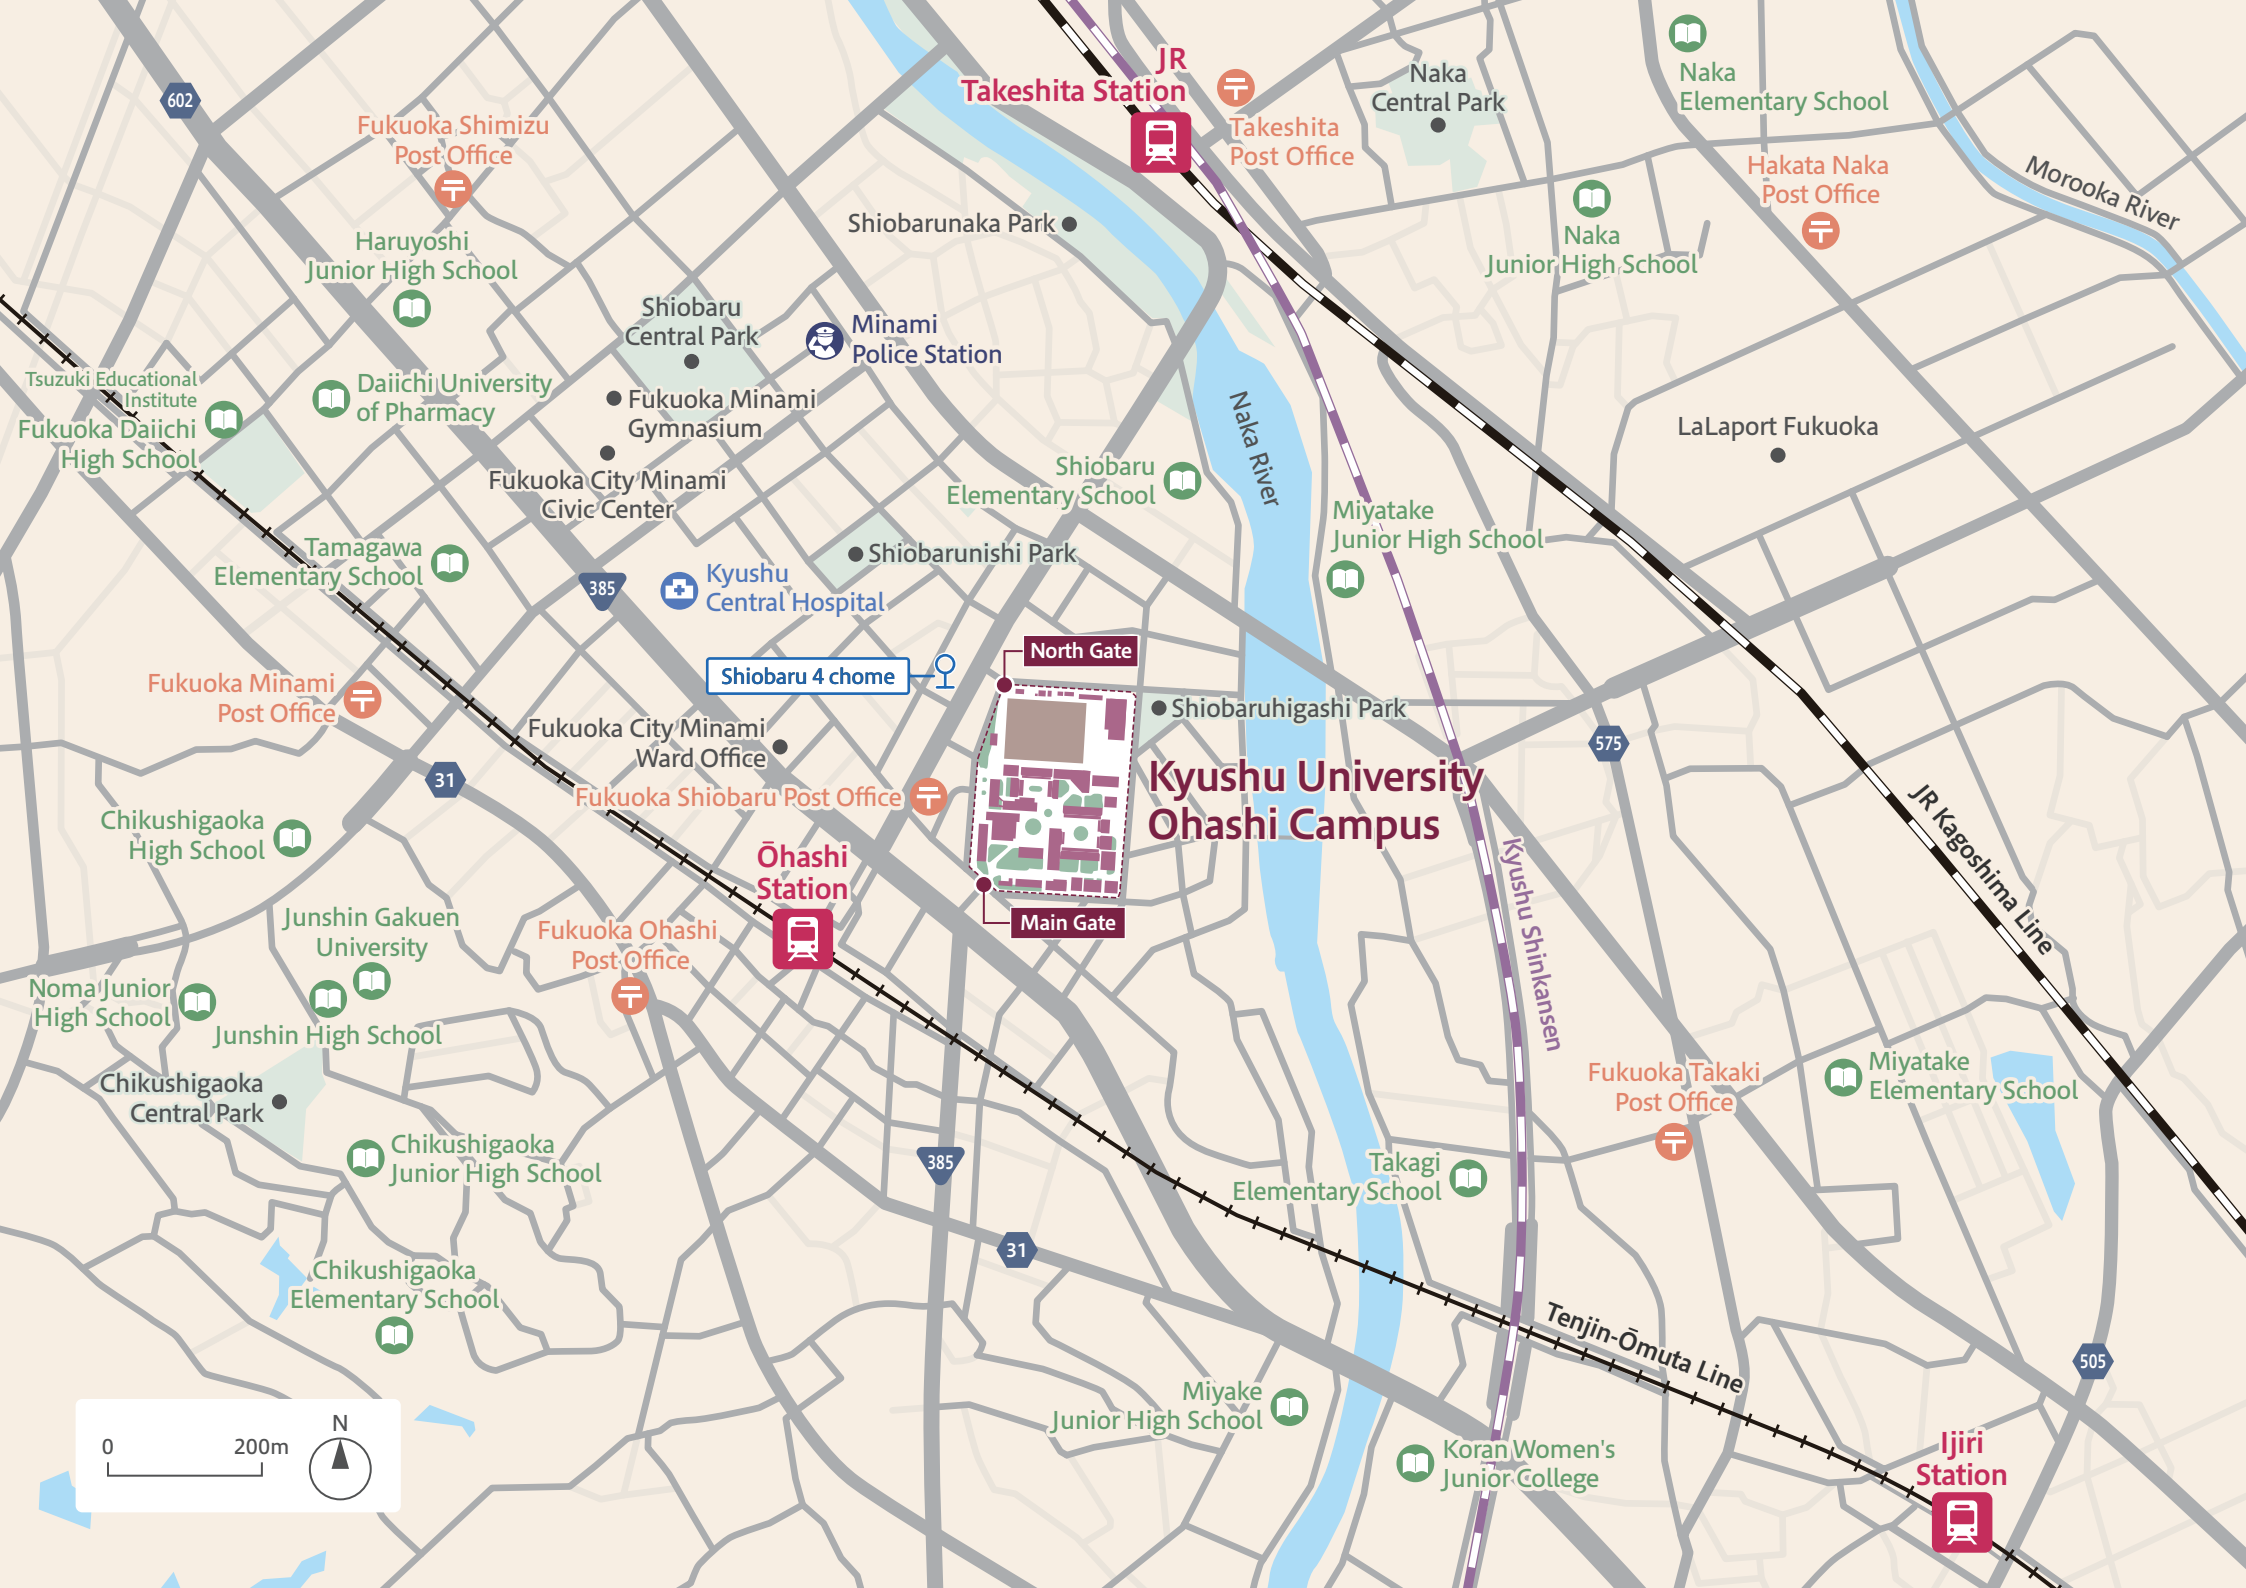 JR
Takeshita Station
Takeshita
Post Office
Naka
Central Park
Naka
Elementary School
602
Fukuoka Shimizu
Post Office
Hakata Naka
Post Office
Morooka River
Shiobarunaka Park
Naka
Junior High School
Haruyoshi
Junior High School
Shiobaru
Central Park
Minami
Police Station
Tsuzuki Educational
Institute
Fukuoka Daiichi
High School
Daiichi University
of Pharmacy
Fukuoka Minami
Gymnasium
Fukuoka City Minami
Civic Center
Naka River
LaLaport Fukuoka
Shiobaru
Elementary School
Miyatake
Junior High School
Shiobarunishi Park
Tamagawa
Elementary School
385
Kyushu
Central Hospital
North Gate
Shiobaru 4 chome
Fukuoka Minami
Post Office
Shiobaruhigashi Park
Fukuoka City Minami
Ward Office
575
31
Kyushu University
Ohashi Campus
Fukuoka Shiobaru Post Office
Chikushigaoka
High School
Ōhashi
Station
JR Kagoshima Line
Kyushu Shinkansen
Main Gate
Junshin Gakuen
University
Fukuoka Ohashi
Post Office
Noma Junior
High School
Junshin High School
Chikushigaoka
Central Park
Fukuoka Takaki
Post Office
Miyatake
Elementary School
Chikushigaoka
Junior High School
385
Takagi
Elementary School
31
Chikushigaoka
Elementary School
Tenjin-Ōmuta Line
505
Miyake
Junior High School
Koran Women's
Junior College
Ijiri
Station
0
200m
N